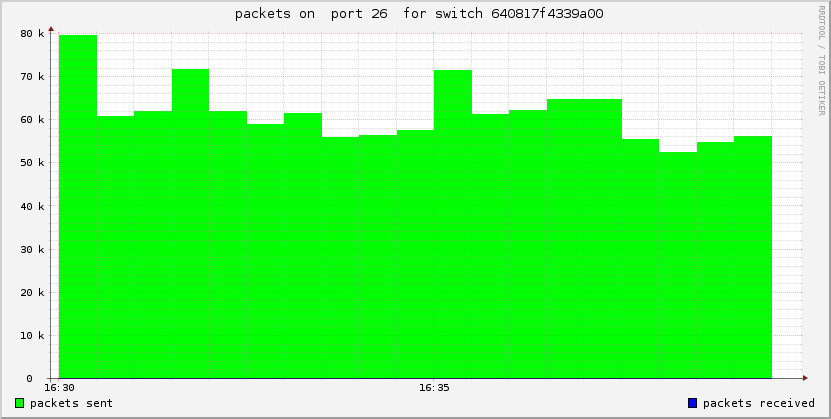 packets on  port 26  for switch 640817f4339a00
RRDTOOL / TOBI OETIKER
80 k
70 k
60 k
50 k
40 k
30 k
20 k
10 k
0
16:30 16:35
packets sent packets received